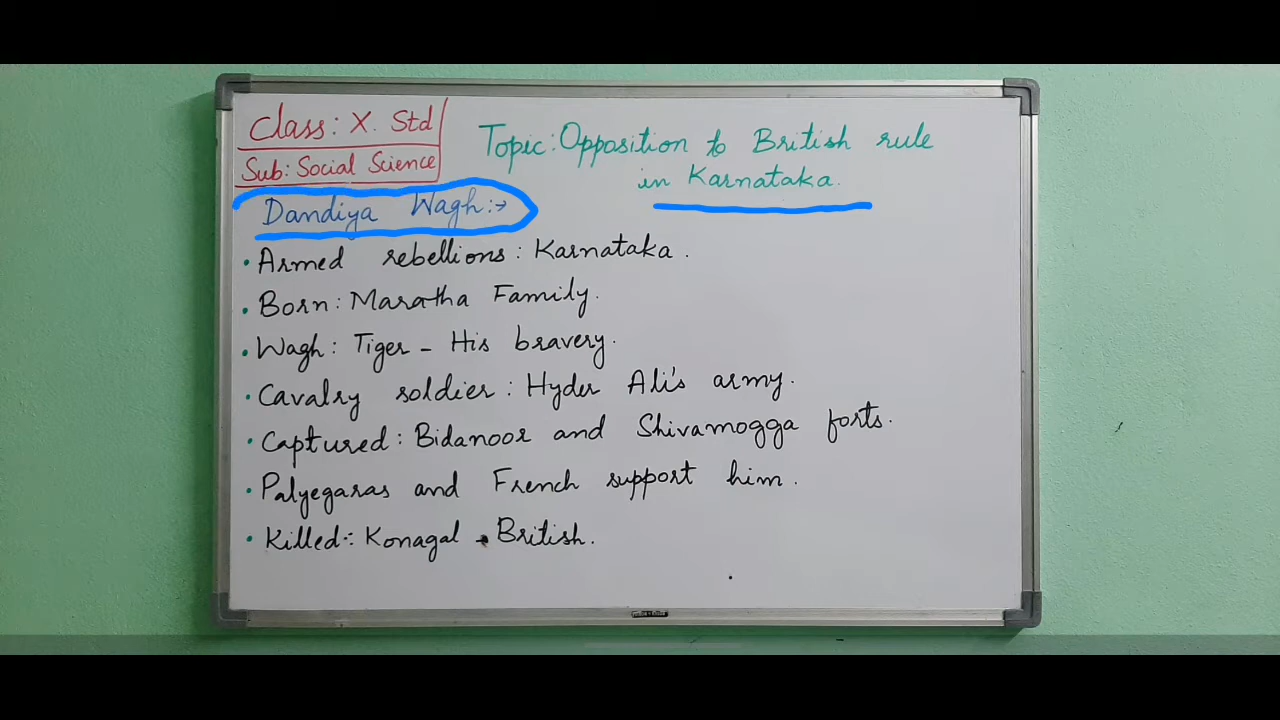 Class: X. Std
Sub: Social Science
Topic: Opposition to British rule
in Karnataka.
Dandiya Wagh:→
• Armed rebellions: Karnataka.
• Born: Maratha Family.
• Wagh: Tiger - His bravery.
• Cavalry soldier: Hyder Ali's army.
• Captured: Bidanoor and Shivamogga forts.
• Palyegaras and French support him.
• Killed:- Konagal - British.